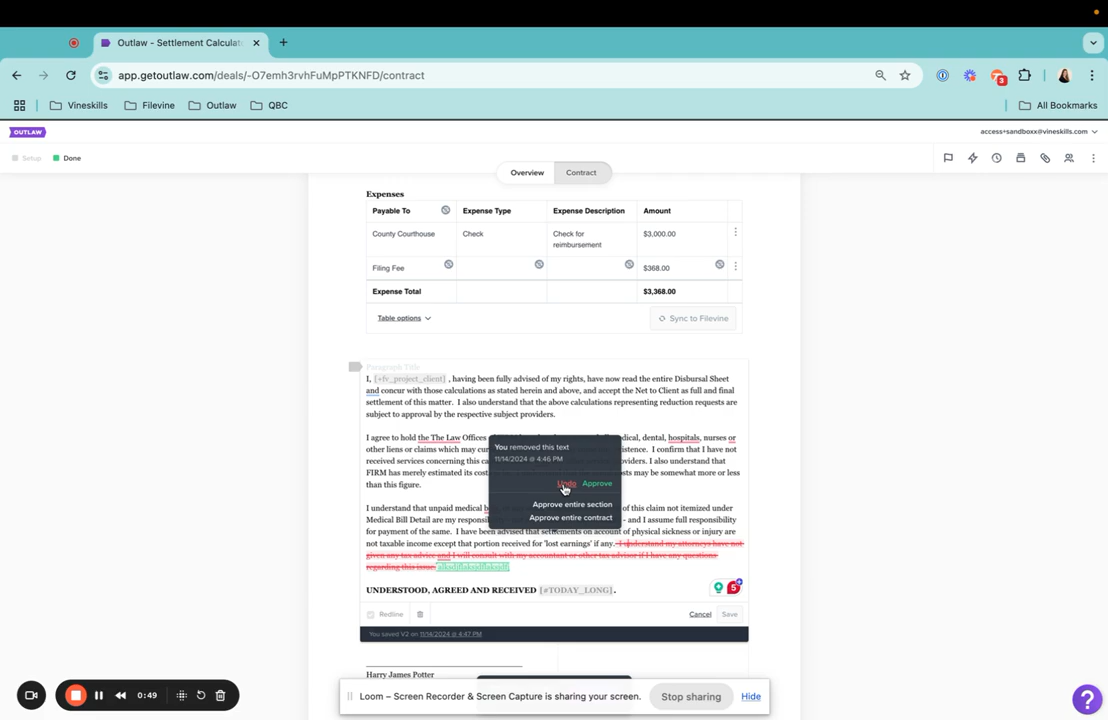 Outlaw - Settlement Calculat
app.getoutlaw.com/deals/-O7emh3rvhFuMpPTKNFD/contract
3
Vineskills
Filevine
Outlaw
QBC
All Bookmarks
OUTLAW
access+sandboxx@vineskills.com
Setup
Done
Overview
Contract
Expenses
Payable To Expense Type Expense Description Amount
County Courthouse Check Check for $3,000.00
reimbursement
Filing Fee $368.00
Expense Total $3,368.00
Table options
Sync to Filevine
Paragraph Title
I, [+fv_project_client] , having been fully advised of my rights, have now read the entire Disbursal Sheet
and concur with those calculations as stated herein and above, and accept the Net to Client as full and final
settlement of this matter. I also understand that the above calculations representing reduction requests are
subject to approval by the respective subject providers.
I agree to hold the The Law Offices dical, dental, hospitals, nurses or
other liens or claims which may cur istence. I confirm that I have not
received services concerning this ca oviders. I also understand that
FIRM has merely estimated its cost osts may be somewhat more or less
than this figure.
I understand that unpaid medical b of this claim not itemized under
Medical Bill Detail are my responsib - and I assume full responsibility
for payment of the same. I have been advised that settlements on account of physical sickness or injury are
not taxable income except that portion received for 'lost earnings' if any. I understand my attorneys have not
given any tax advice and I will consult with my accountant or other tax advisor if I have any questions
regarding this issue.
UNDERSTOOD, AGREED AND RECEIVED [#TODAY_LONG].
You removed this text
11/14/2024 @ 4:46 PM
Undo Approve
Approve entire section
Approve entire contract
5
Redline
Cancel
Save
You saved V2 on 11/14/2024 @ 4:47 PM
Harry James Potter
0:49
Loom – Screen Recorder & Screen Capture is sharing your screen.
Stop sharing
Hide
?